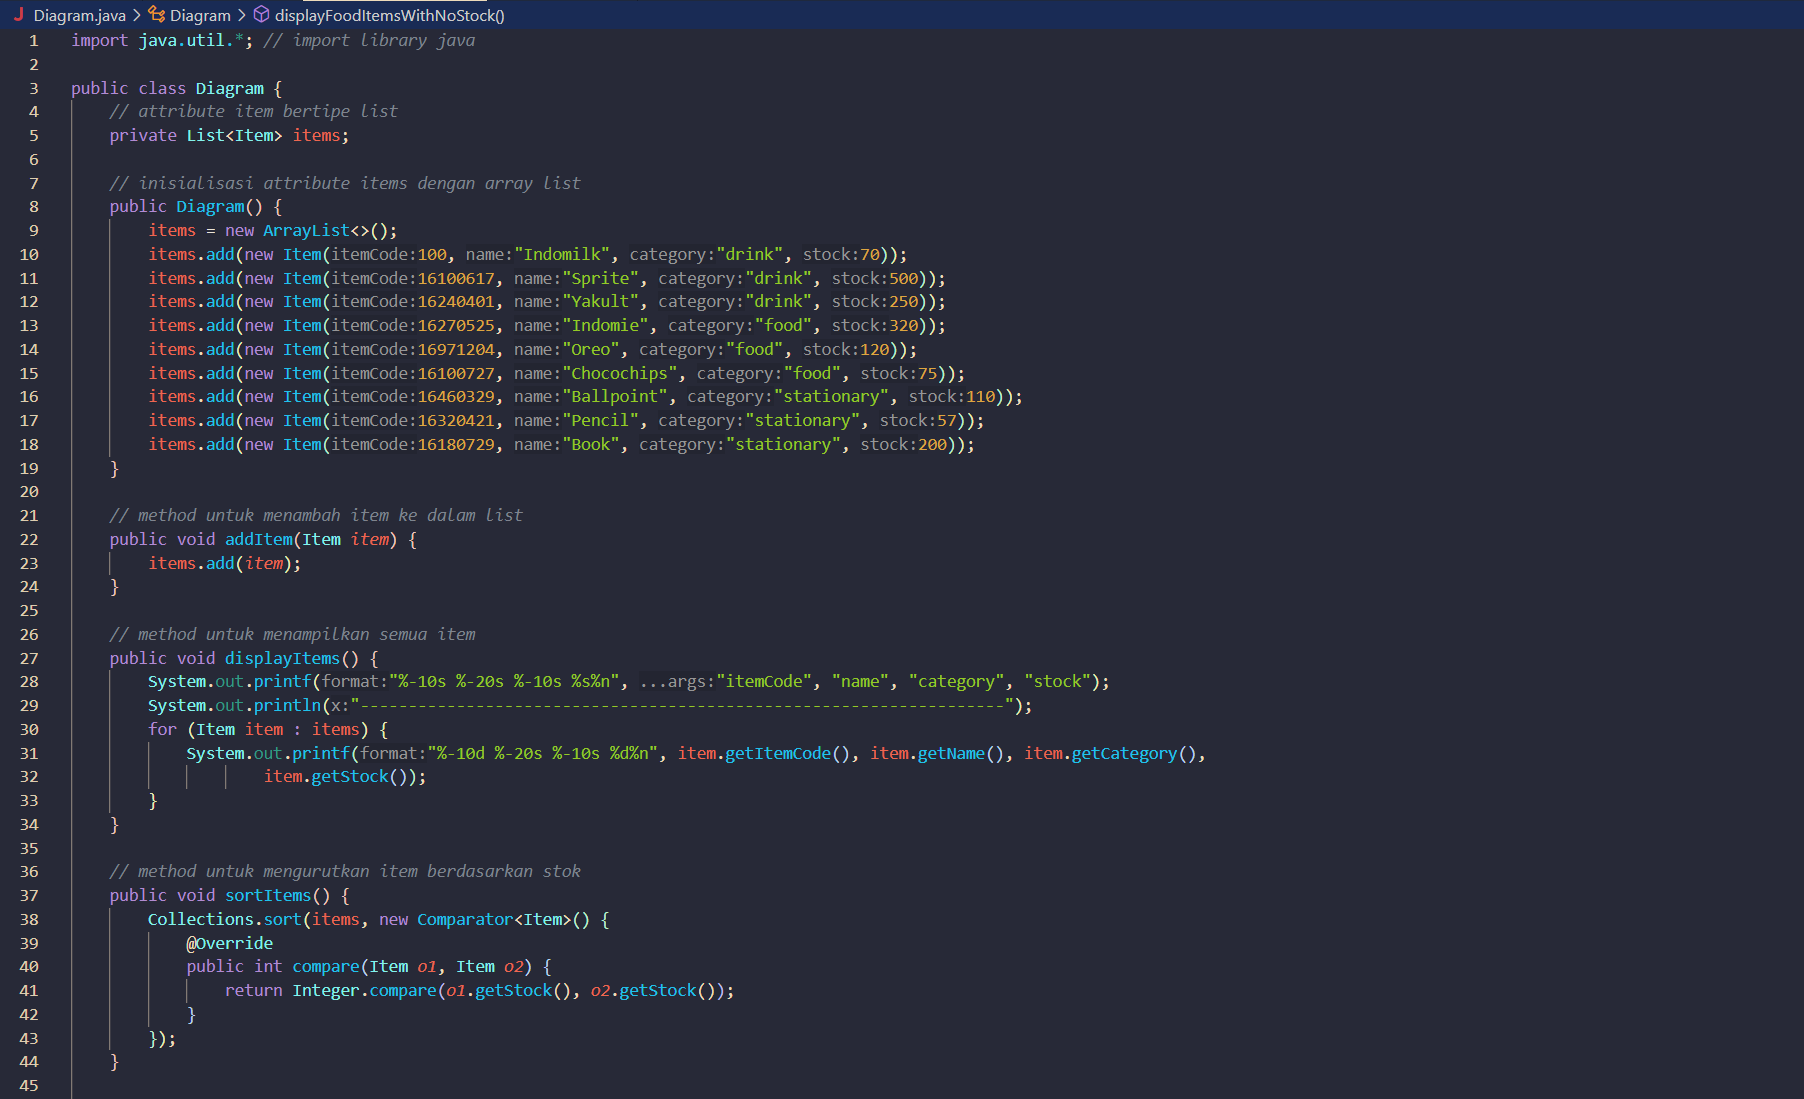 Diagram.java > Diagram > displayFoodItemsWithNoStock()
1 import java.util.*; // import library java
2
3 public class Diagram {
4 // attribute item bertipe list
5 private List<Item> items;
6
7 // inisialisasi attribute items dengan array list
8 public Diagram() {
9 items = new ArrayList<>();
10 items.add(new Item(itemCode:100, name:"Indomilk", category:"drink", stock:70));
11 items.add(new Item(itemCode:16100617, name:"Sprite", category:"drink", stock:500));
12 items.add(new Item(itemCode:16240401, name:"Yakult", category:"drink", stock:250));
13 items.add(new Item(itemCode:16270525, name:"Indomie", category:"food", stock:320));
14 items.add(new Item(itemCode:16971204, name:"Oreo", category:"food", stock:120));
15 items.add(new Item(itemCode:16100727, name:"Chocochips", category:"food", stock:75));
16 items.add(new Item(itemCode:16460329, name:"Ballpoint", category:"stationary", stock:110));
17 items.add(new Item(itemCode:16320421, name:"Pencil", category:"stationary", stock:57));
18 items.add(new Item(itemCode:16180729, name:"Book", category:"stationary", stock:200));
19 }
20
21 // method untuk menambah item ke dalam list
22 public void addItem(Item item) {
23 items.add(item);
24 }
25
26 // method untuk menampilkan semua item
27 public void displayItems() {
28 System.out.printf(format:"%-10s %-20s %-10s %s%n", ...args:"itemCode", "name", "category", "stock");
29 System.out.println(x:"-------------------------------------------------------------------");
30 for (Item item : items) {
31 System.out.printf(format:"%-10d %-20s %-10s %d%n", item.getItemCode(), item.getName(), item.getCategory(),
32 item.getStock());
33 }
34 }
35
36 // method untuk mengurutkan item berdasarkan stok
37 public void sortItems() {
38 Collections.sort(items, new Comparator<Item>() {
39 @Override
40 public int compare(Item o1, Item o2) {
41 return Integer.compare(o1.getStock(), o2.getStock());
42 }
43 });
44 }
45